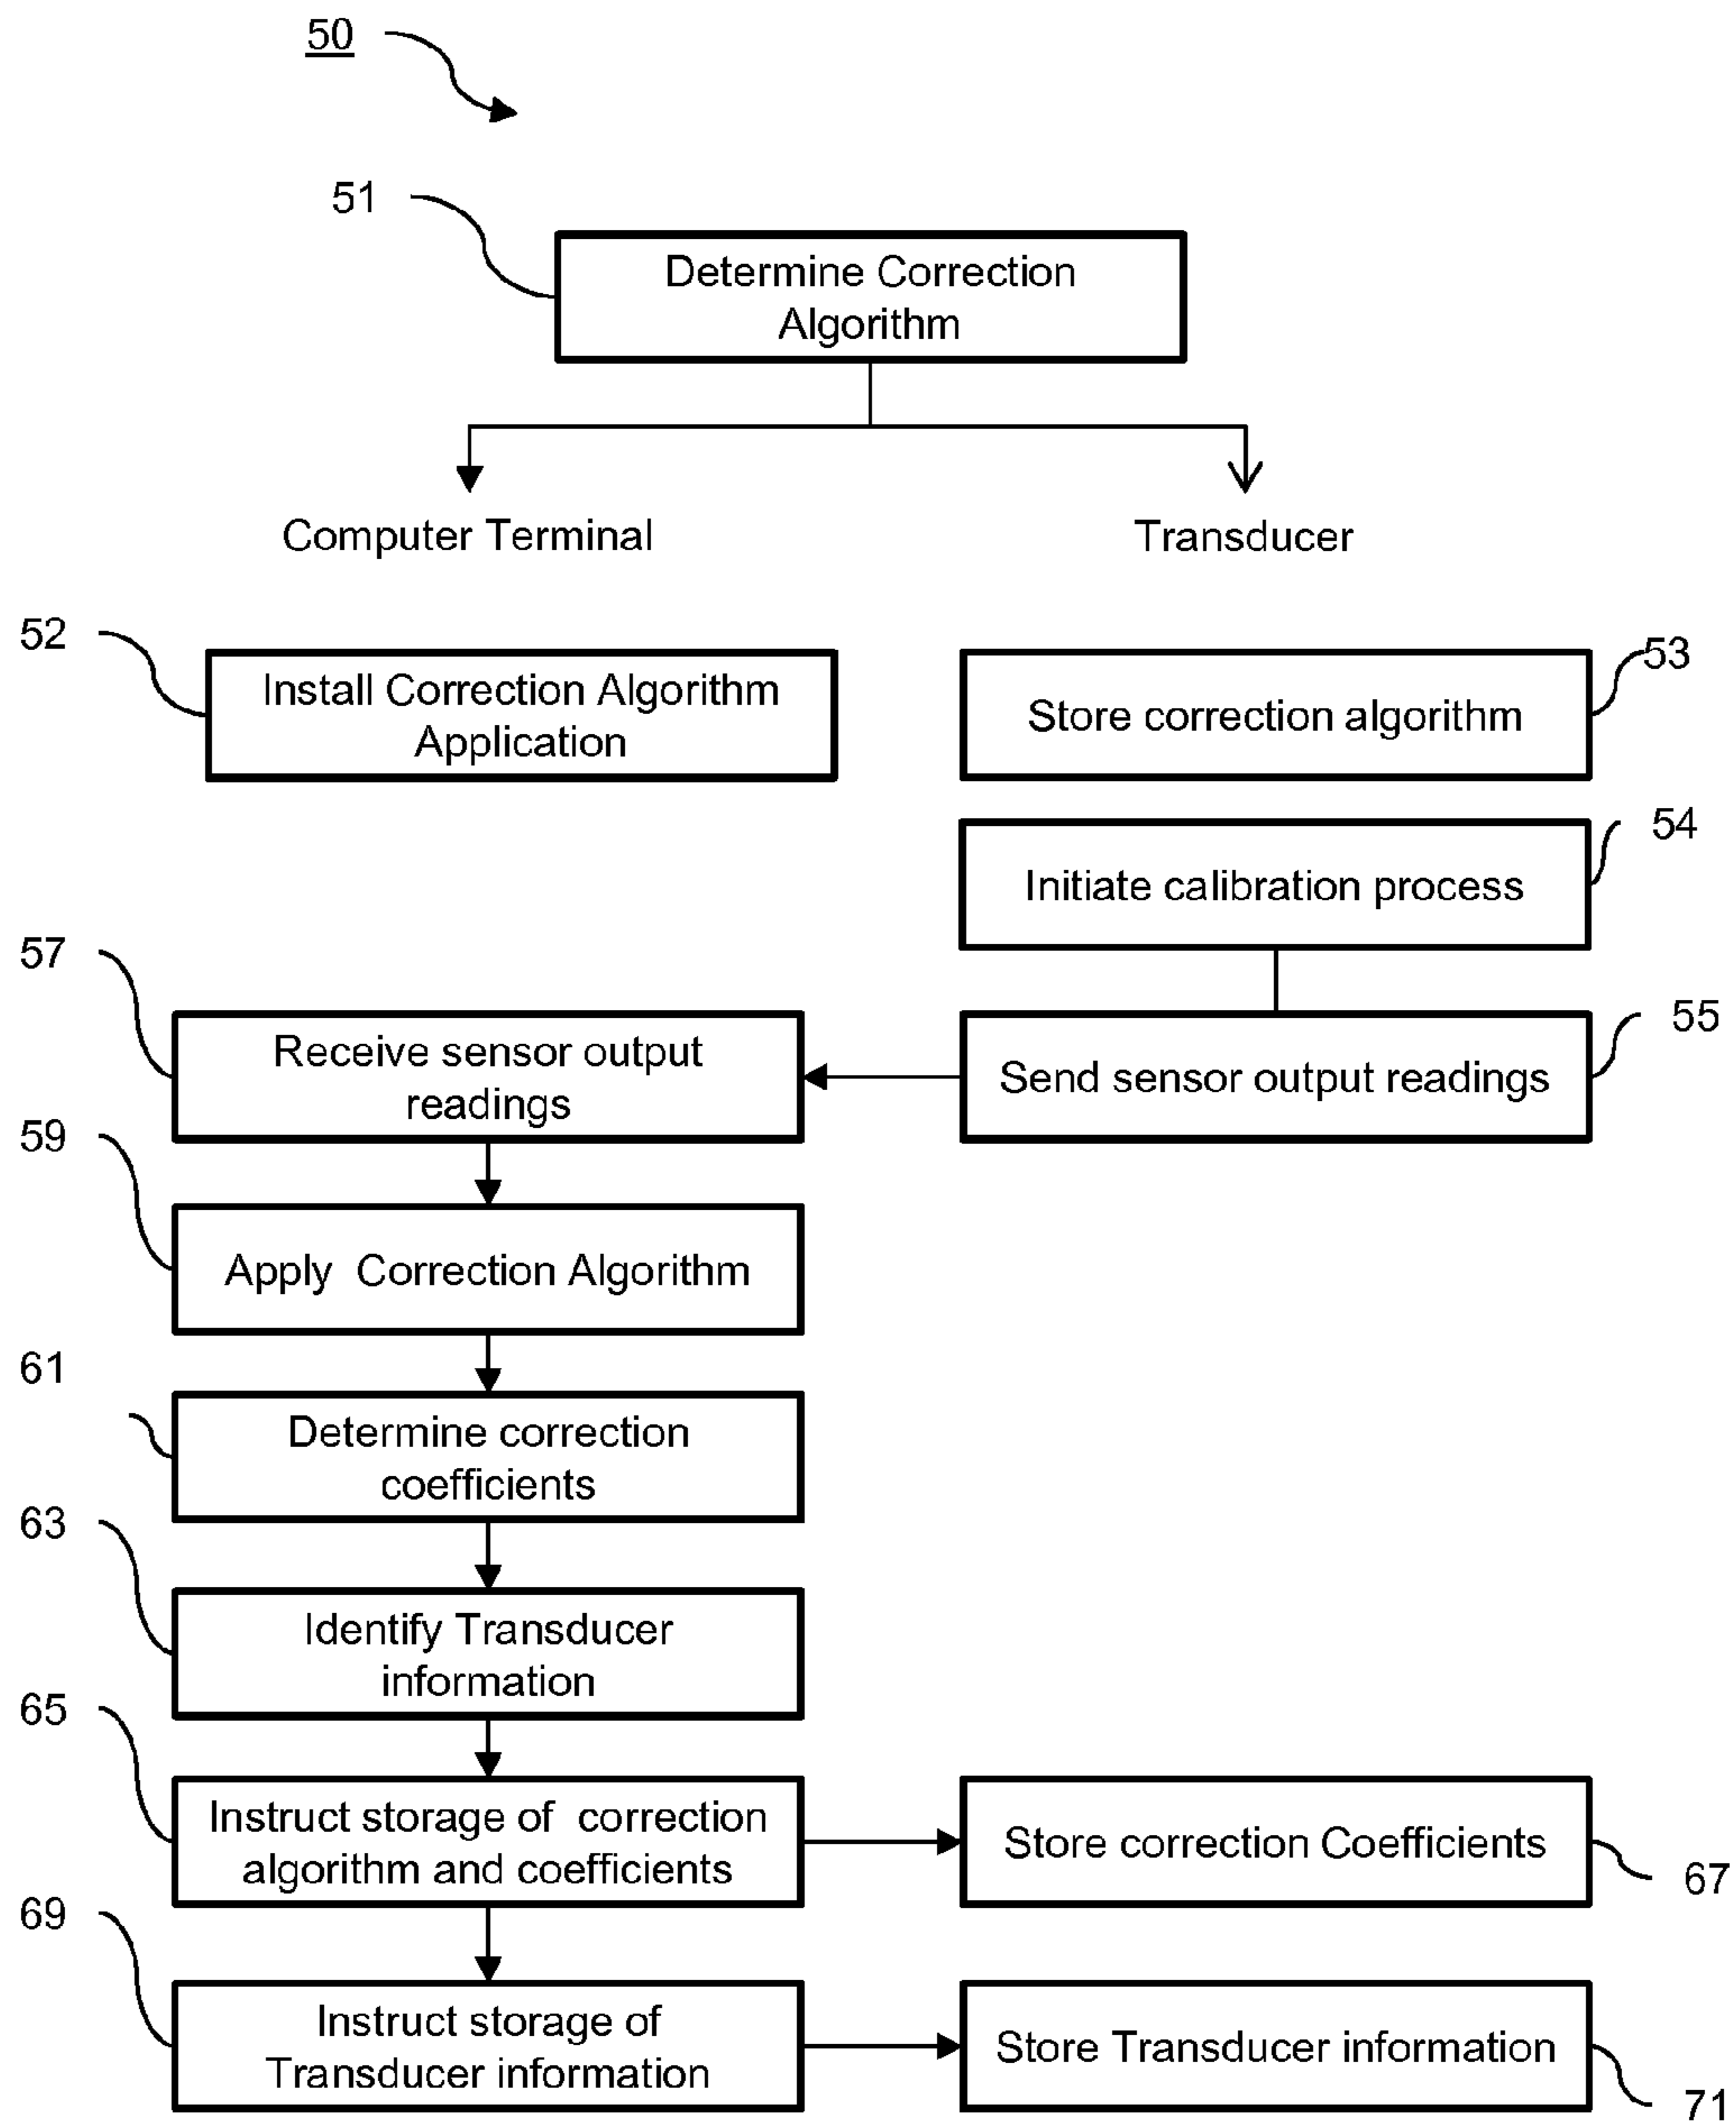 50
51
Determine Correction
Algorithm
Computer Terminal
Transducer
52
Install Correction Algorithm
Application
53
Store correction algorithm
54
Initiate calibration process
57
Receive sensor output
readings
55
Send sensor output readings
59
Apply Correction Algorithm
61
Determine correction
coefficients
63
Identify Transducer
information
65
Instruct storage of correction
algorithm and coefficients
Store correction Coefficients
67
69
Instruct storage of
Transducer information
Store Transducer information
71